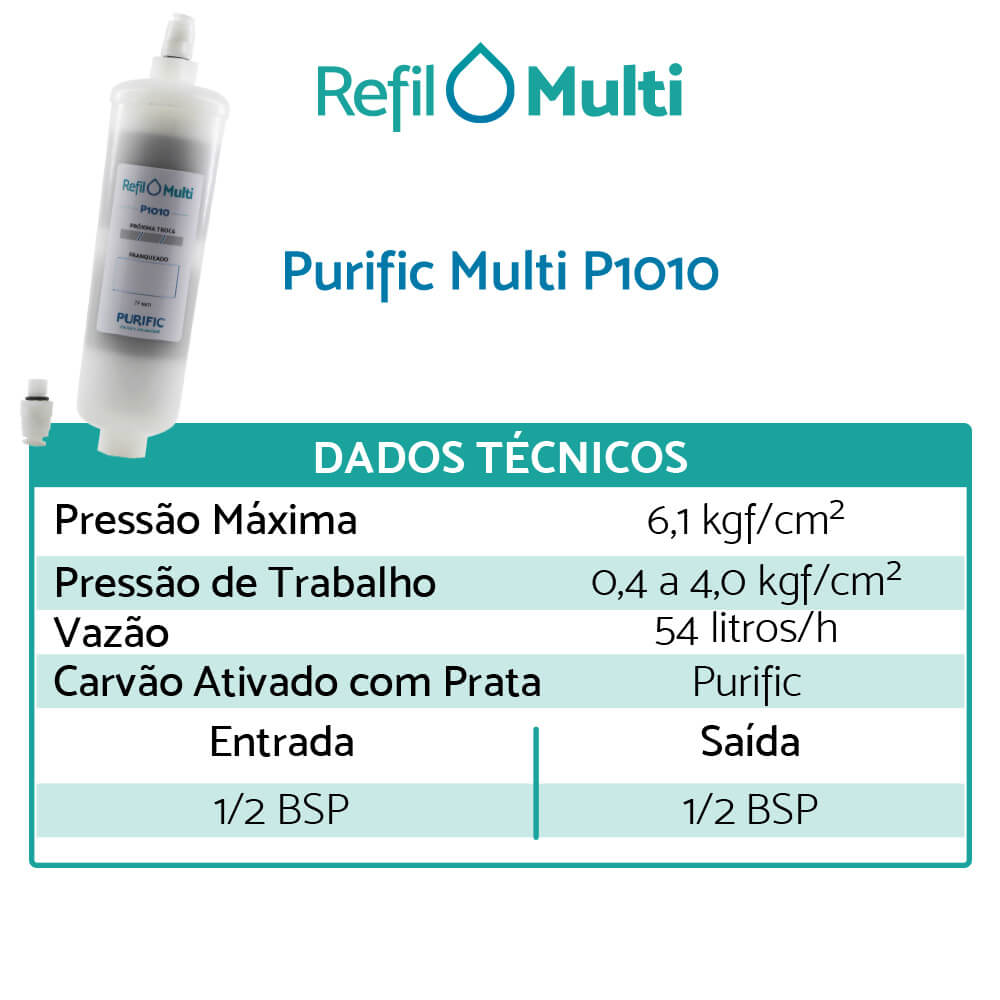 Refil Multi
Purific Multi P1010
Refil Multi
P1010
PRÓXIMA TROCA
FRANQUEADO
PURIFIC
DADOS TÉCNICOS
Pressão Máxima 6,1 kgf/cm²
Pressão de Trabalho 0,4 a 4,0 kgf/cm²
Vazão 54 litros/h
Carvão Ativado com Prata Purific
Entrada Saída
1/2 BSP 1/2 BSP